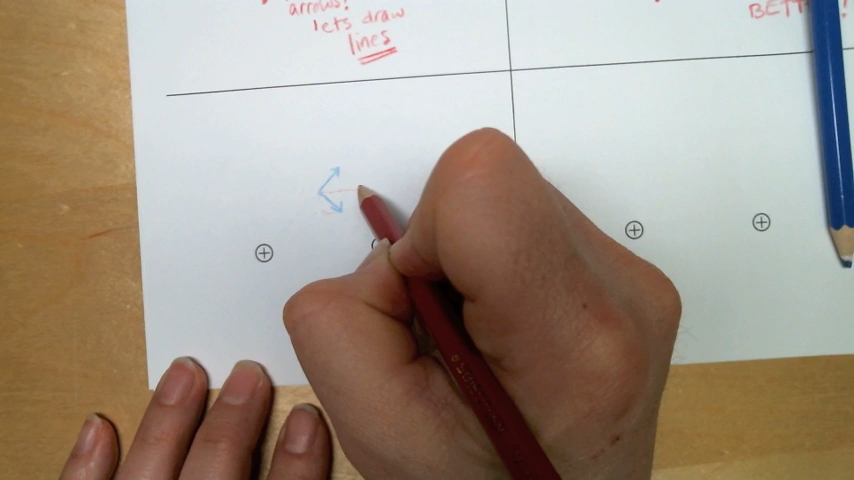 arrows?
lets draw
lines
BETT
!
+
+
+